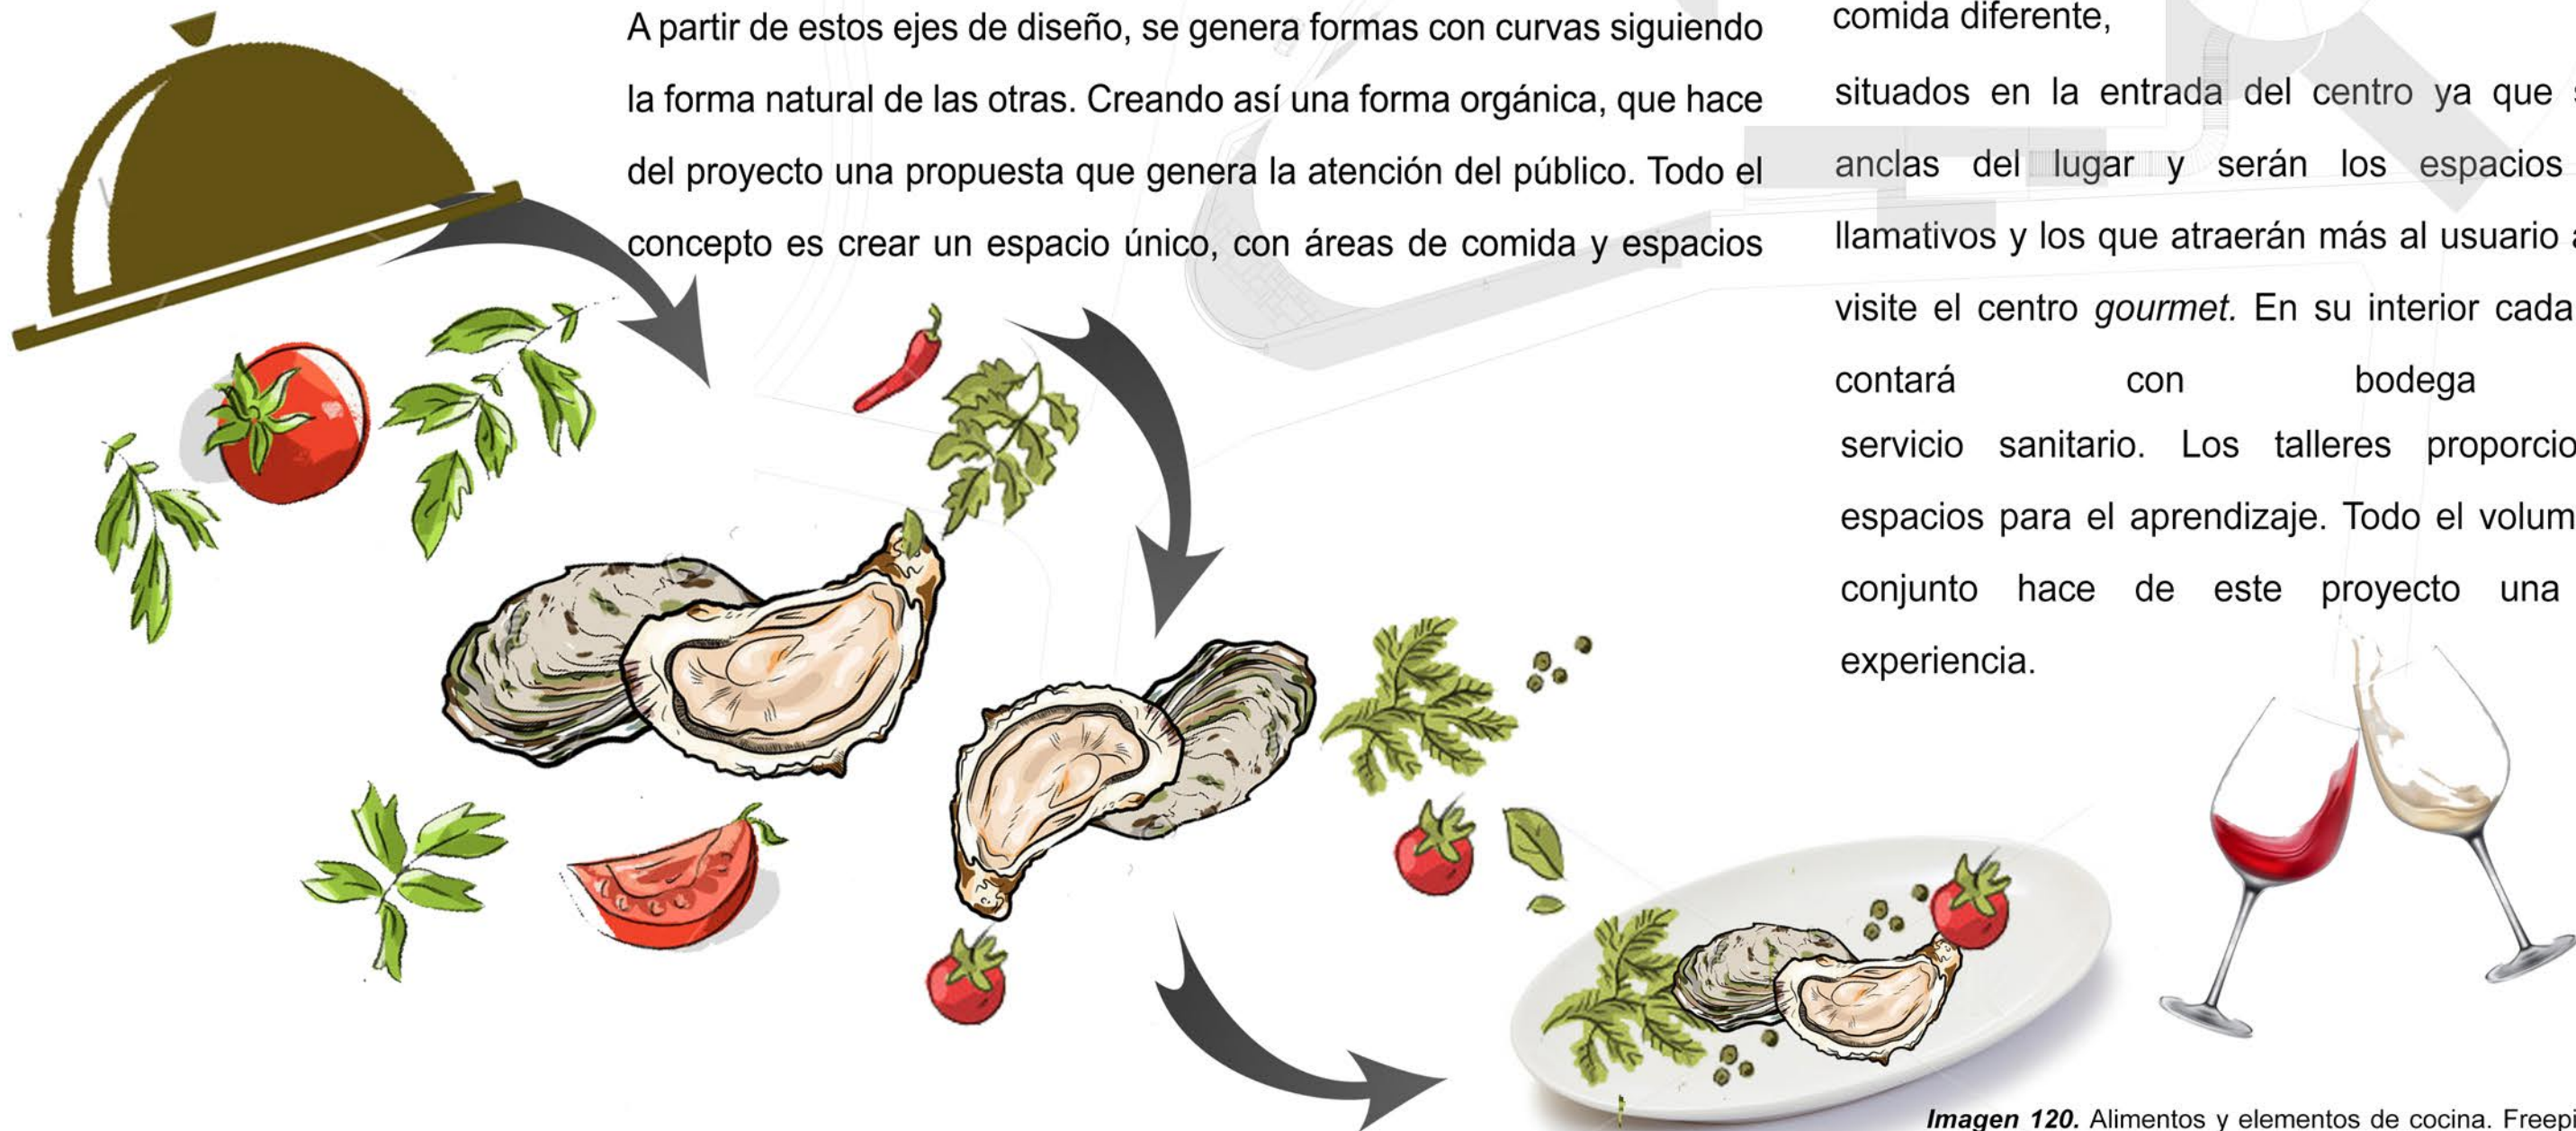 A partir de estos ejes de diseño, se genera formas con curvas siguiendo
la forma natural de las otras. Creando así una forma orgánica, que hace
del proyecto una propuesta que genera la atención del público. Todo el
concepto es crear un espacio único, con áreas de comida y espacios
comida diferente,
situados en la entrada del centro ya que
anclas del lugar y serán los espacios
llamativos y los que atraerán más al usuario
visite el centro gourmet. En su interior cada
contará con bodega
servicio sanitario. Los talleres proporcio
espacios para el aprendizaje. Todo el volum
conjunto hace de este proyecto una
experiencia.
Imagen 120. Alimentos y elementos de cocina. Freepi